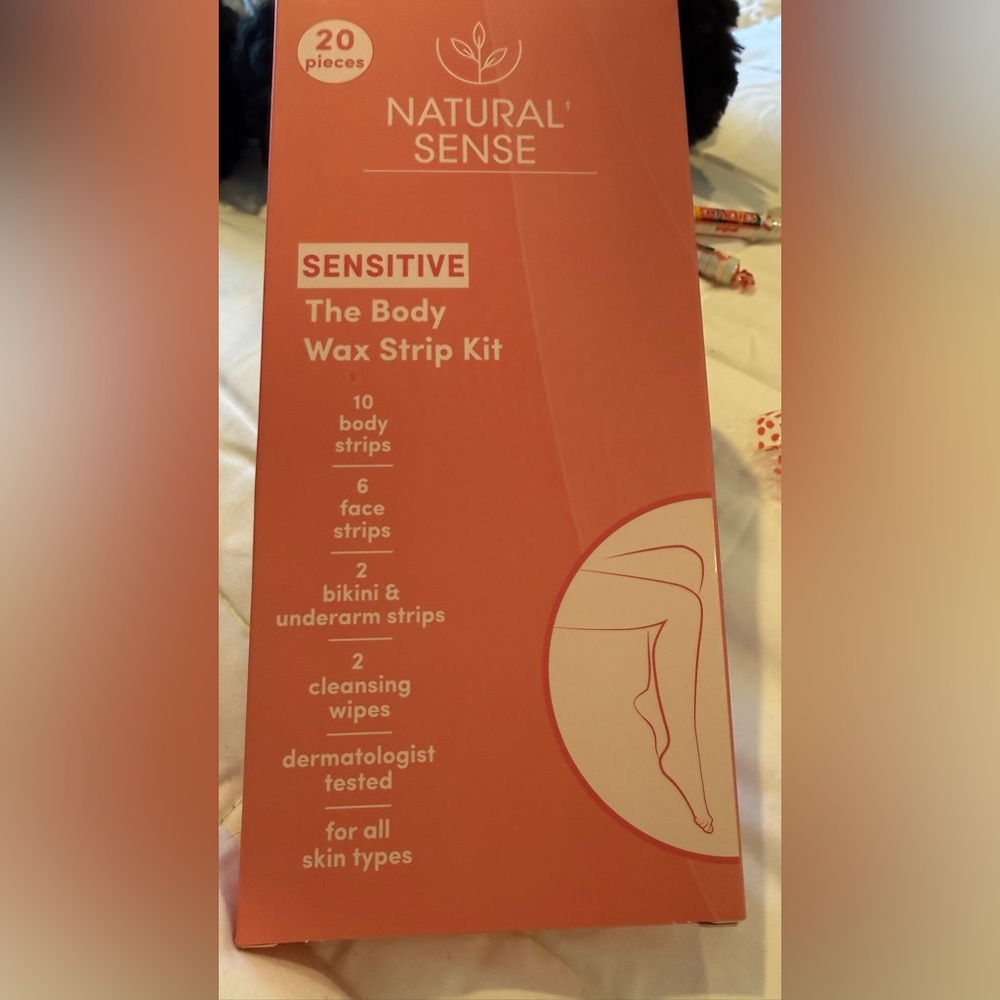 20
pieces
NATURAL'
SENSE
SENSITIVE
The Body
Wax Strip Kit
10
body
strips
6
face
strips
2
bikini &
underarm strips
2
cleansing
wipes
dermatologist
tested
for all
skin types